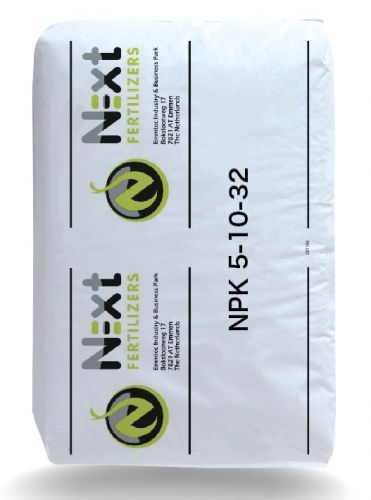 Next
FERTILIZERS
Emmtec Industry & Business Park
Bokslootweg 17
7821 AT Emmen
The Netherlands
Next
FERTILIZERS
Emmtec Industry & Business Park
Bokslootweg 17
7821 AT Emmen
The Netherlands
NPK 5-10-32